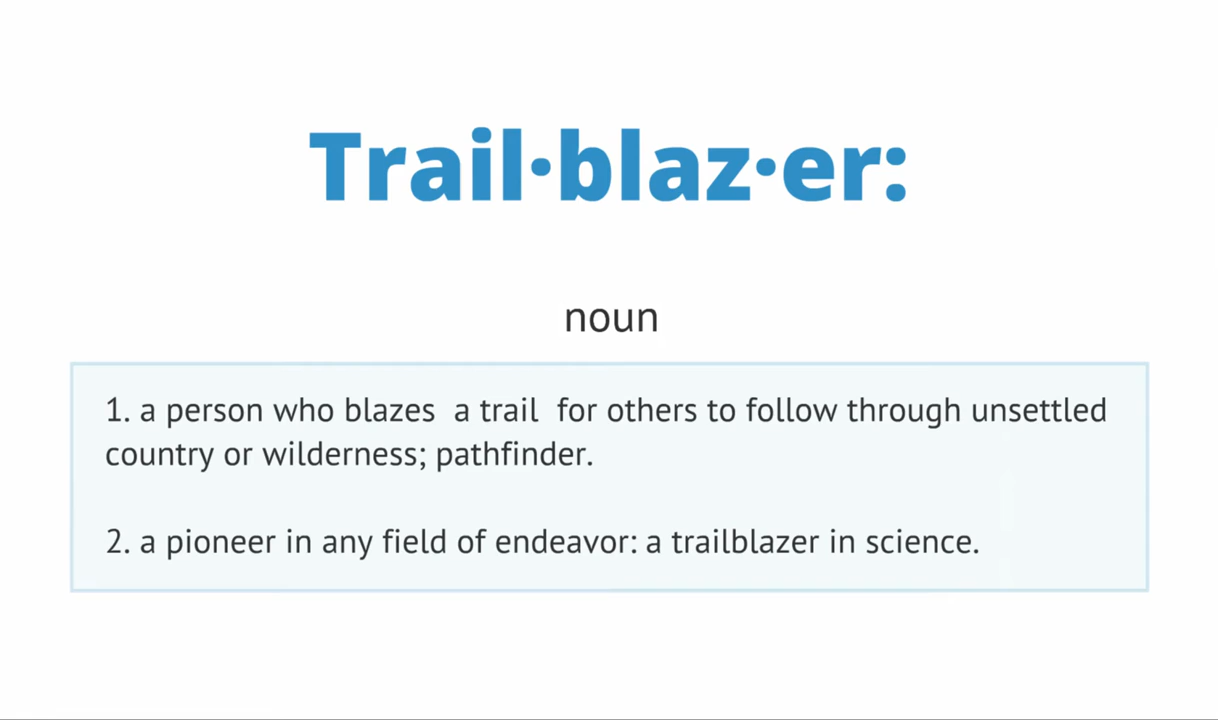 Trail·blaz·er:
noun
1. a person who blazes  a trail  for others to follow through unsettled
country or wilderness; pathfinder.
2. a pioneer in any field of endeavor: a trailblazer in science.